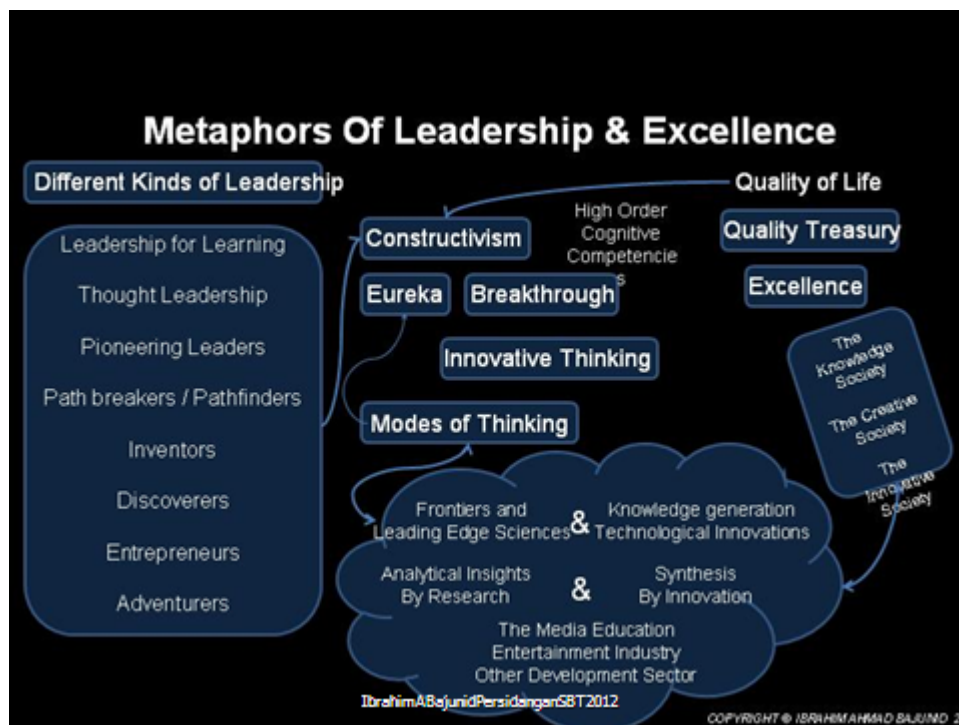 Metaphors Of Leadership & Excellence
Different Kinds of Leadership
Leadership for Learning
Thought Leadership
Pioneering Leaders
Path breakers / Pathfinders
Inventors
Discoverers
Entrepreneurs
Adventurers
Constructivism
High Order
Cognitive
Competencie
s
Eureka
Breakthrough
Innovative Thinking
Modes of Thinking
Quality of Life
Quality Treasury
Excellence
The
Knowledge
Society
The Creative
Society
The
Innovative
Society
Frontiers and
Leading Edge Sciences
&
Knowledge generation
Technological Innovations
Analytical Insights
By Research
&
Synthesis
By Innovation
The Media Education
Entertainment Industry
Other Development Sector
IbrahimABajunidPersidanganSBT2012
COPYRIGHT © IBRAHIM AHMAD BAJUNID 2